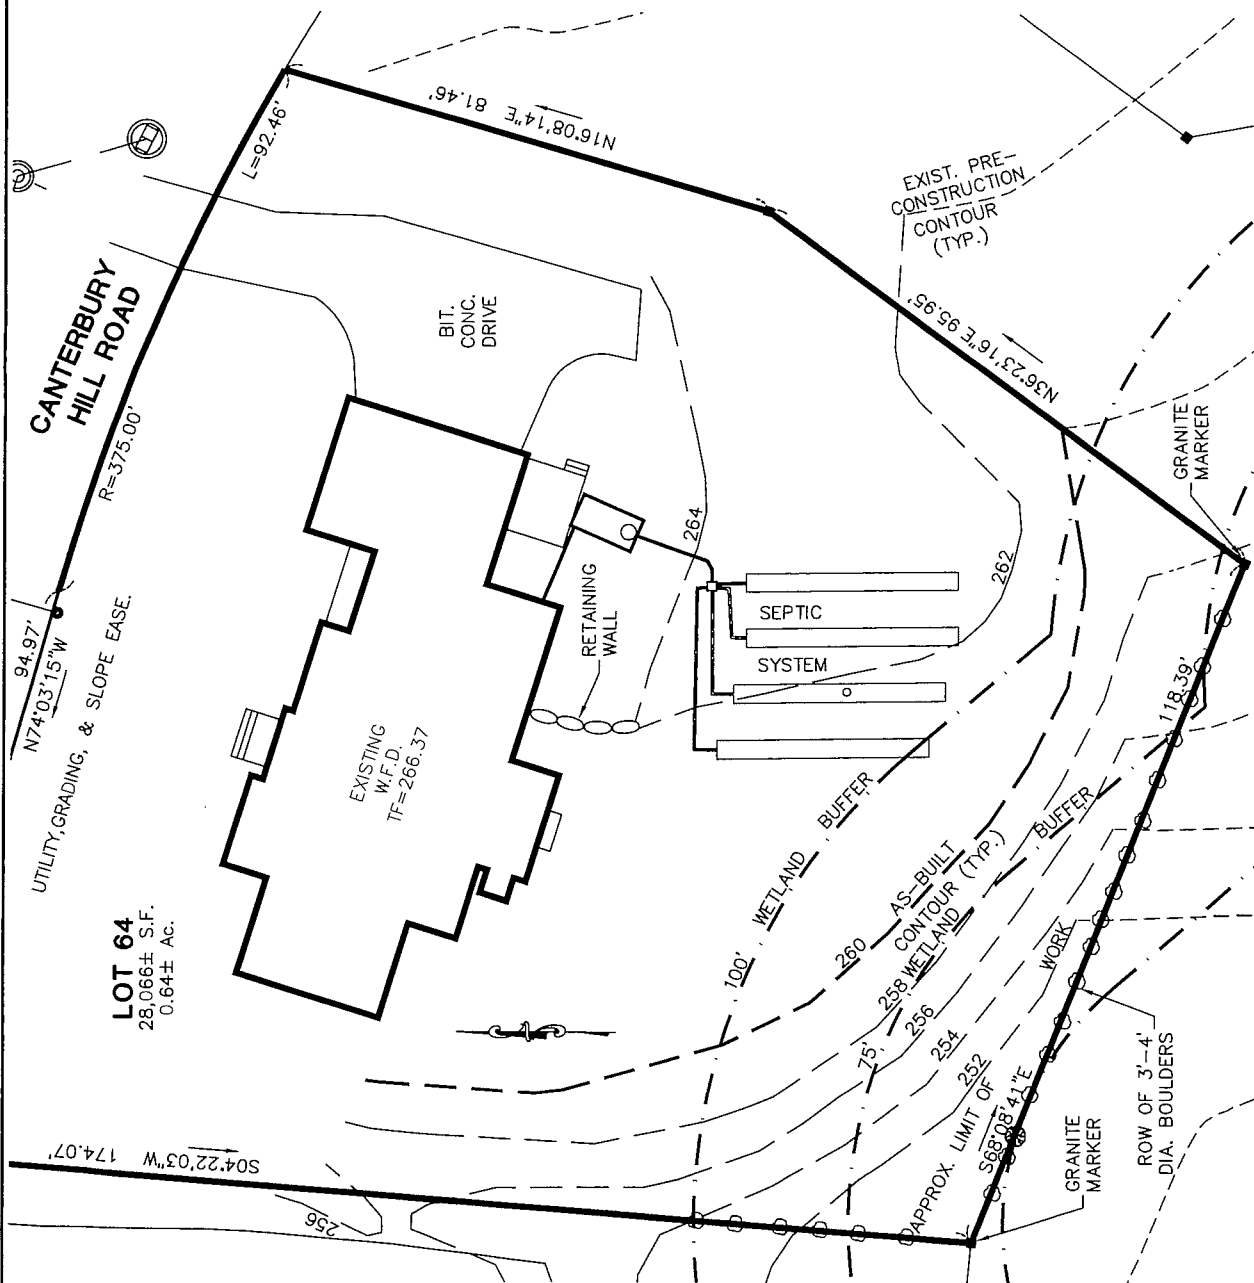 CANTERBURY
HILL ROAD
L=92.46'
R=375.00'
94.97'
N74°03'15"W
UTILITY,GRADING, & SLOPE EASE.
N16°08'14"E 81.46'
EXIST. PRE-
CONSTRUCTION
CONTOUR
(TYP.)
BIT.
CONC.
DRIVE
N36°23'16"E 95.95'
GRANITE
MARKER
264
262
RETAINING
WALL
SEPTIC
SYSTEM
EXISTING
W.F.D.
TF=266.37
LOT 64
28,066± S.F.
0.64± Ac.
100' WETLAND BUFFER
260
AS-BUILT
CONTOUR (TYP.)
258
75' WETLAND BUFFER
256
254
252
APPROX. LIMIT OF WORK
118.39'
S68°08'41"E
ROW OF 3'-4'
DIA. BOULDERS
GRANITE
MARKER
S04°22'03"W 174.07'
256